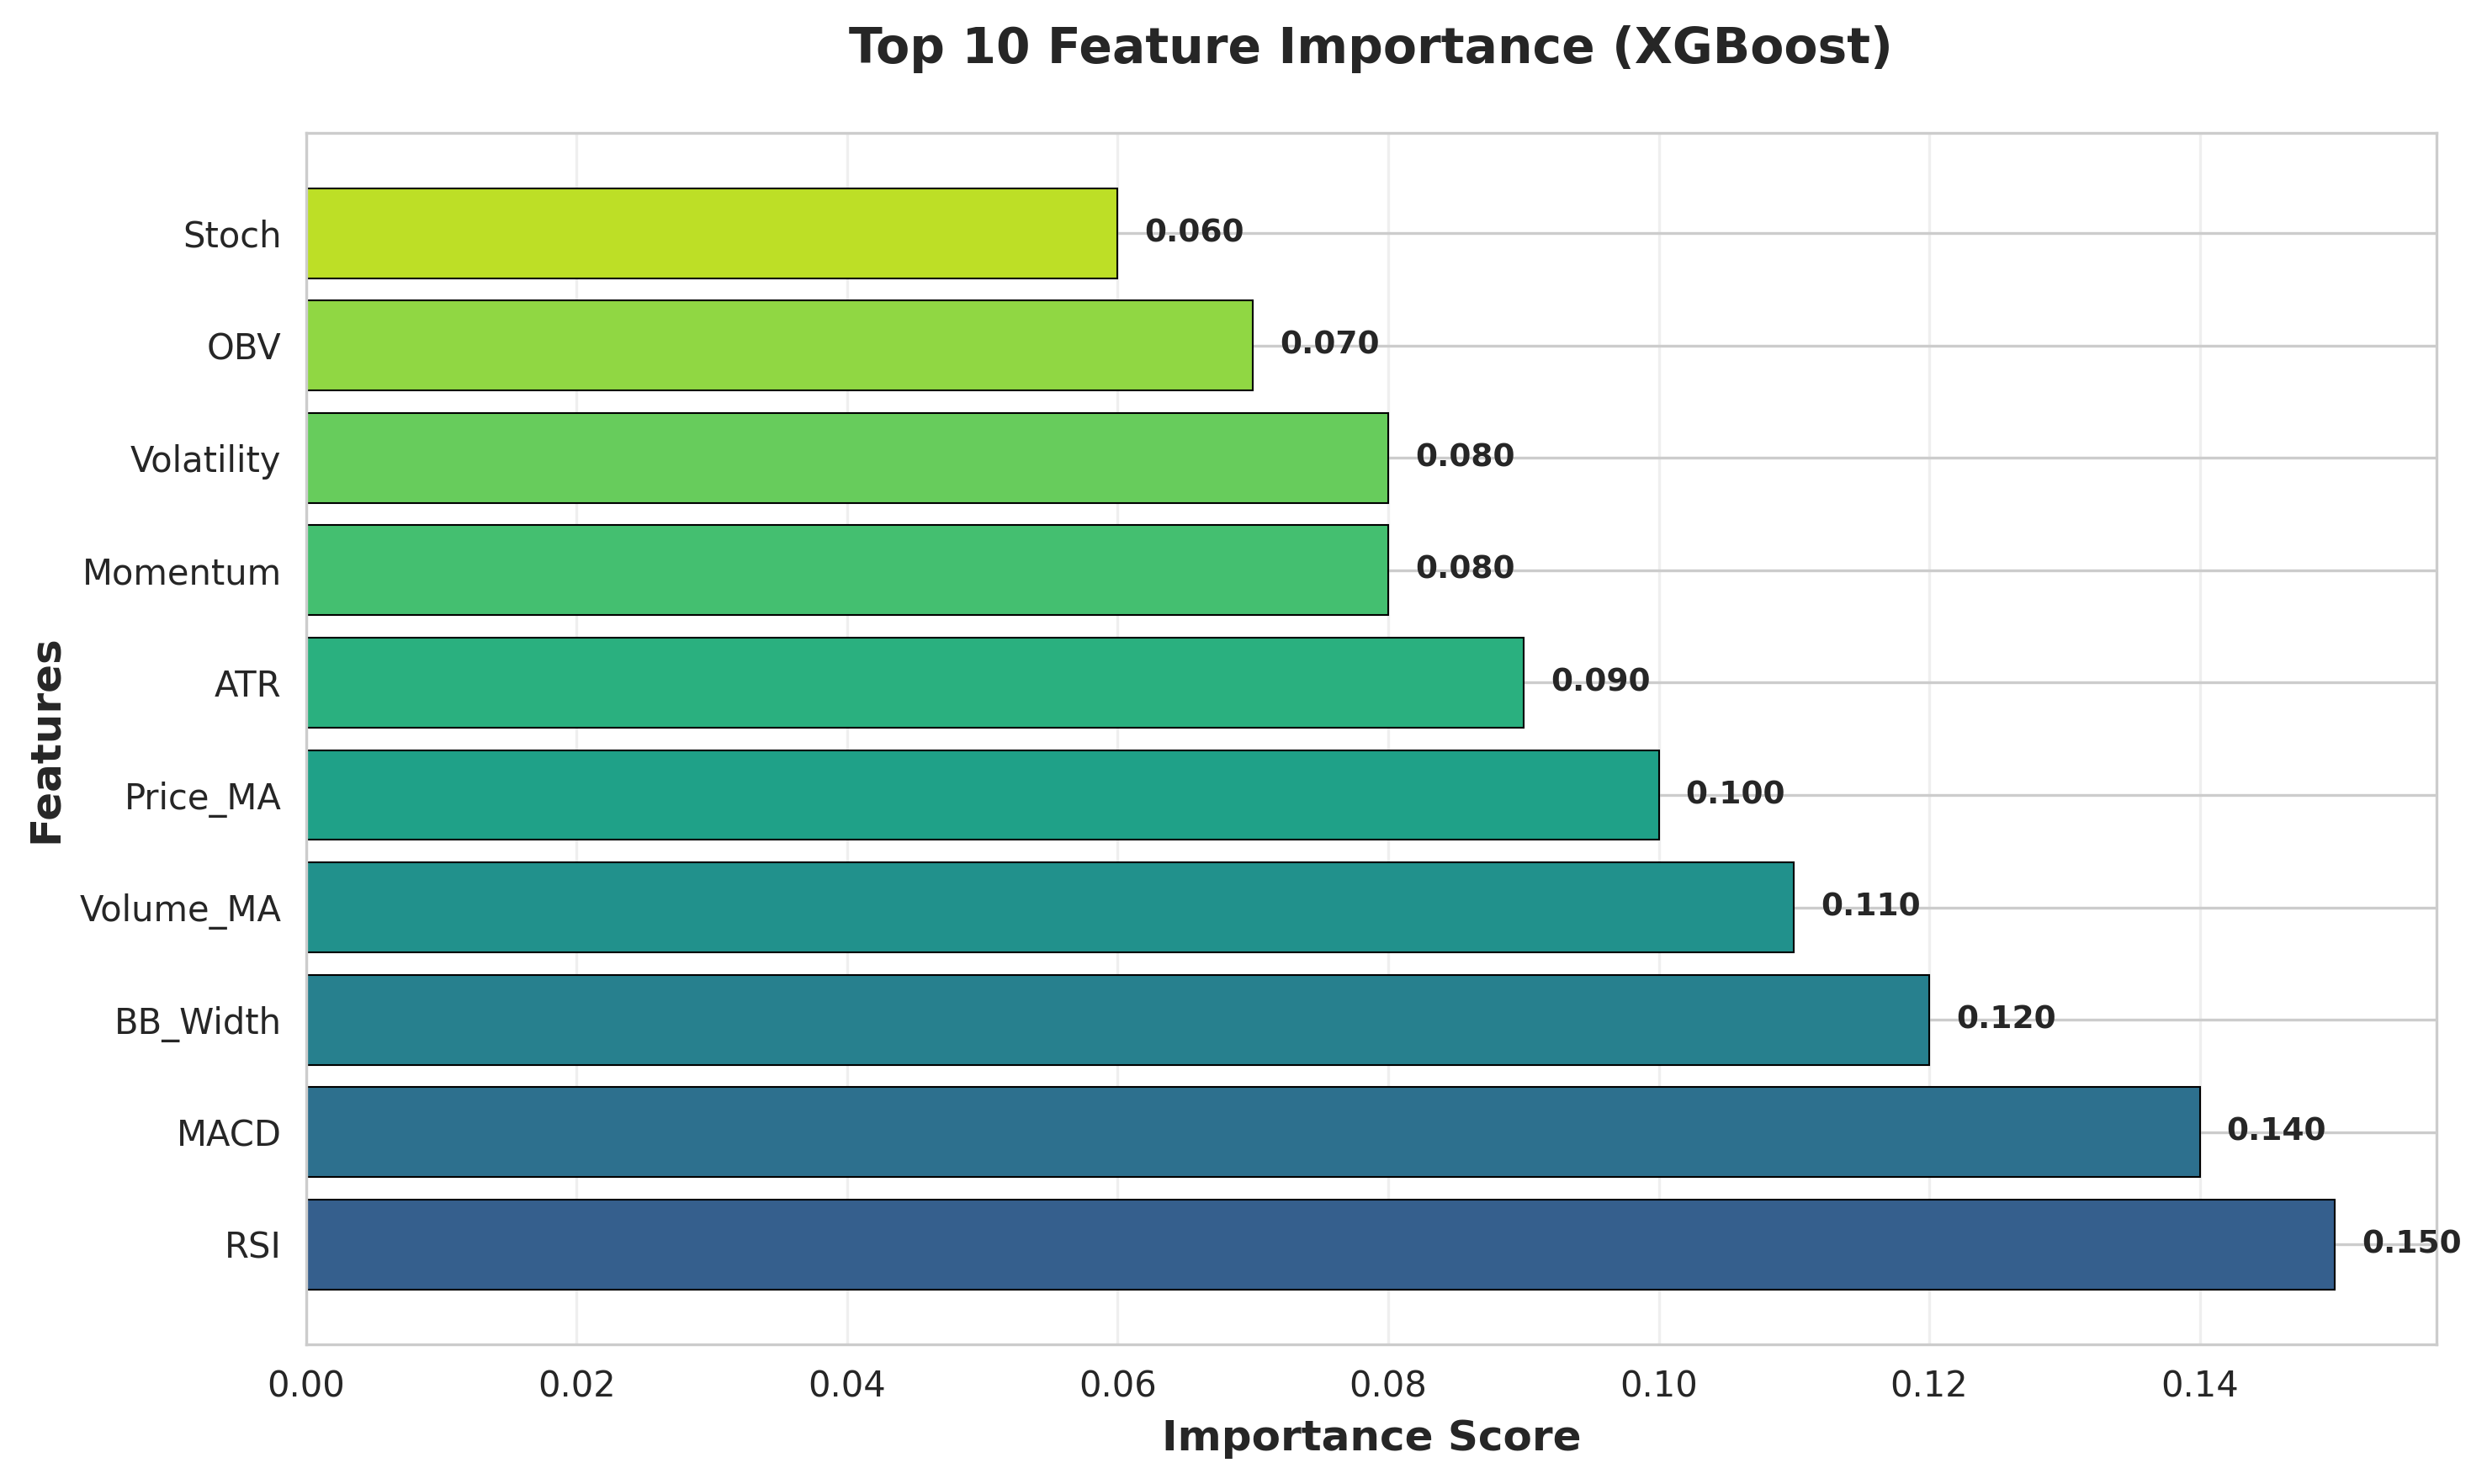 Top 10 Feature Importance (XGBoost)
Stoch 0.060
OBV 0.070
Volatility 0.080
Momentum 0.080
ATR 0.090
Price_MA 0.100
Volume_MA 0.110
BB_Width 0.120
MACD 0.140
RSI 0.150
Features
0.00 0.02 0.04 0.06 0.08 0.10 0.12 0.14
Importance Score